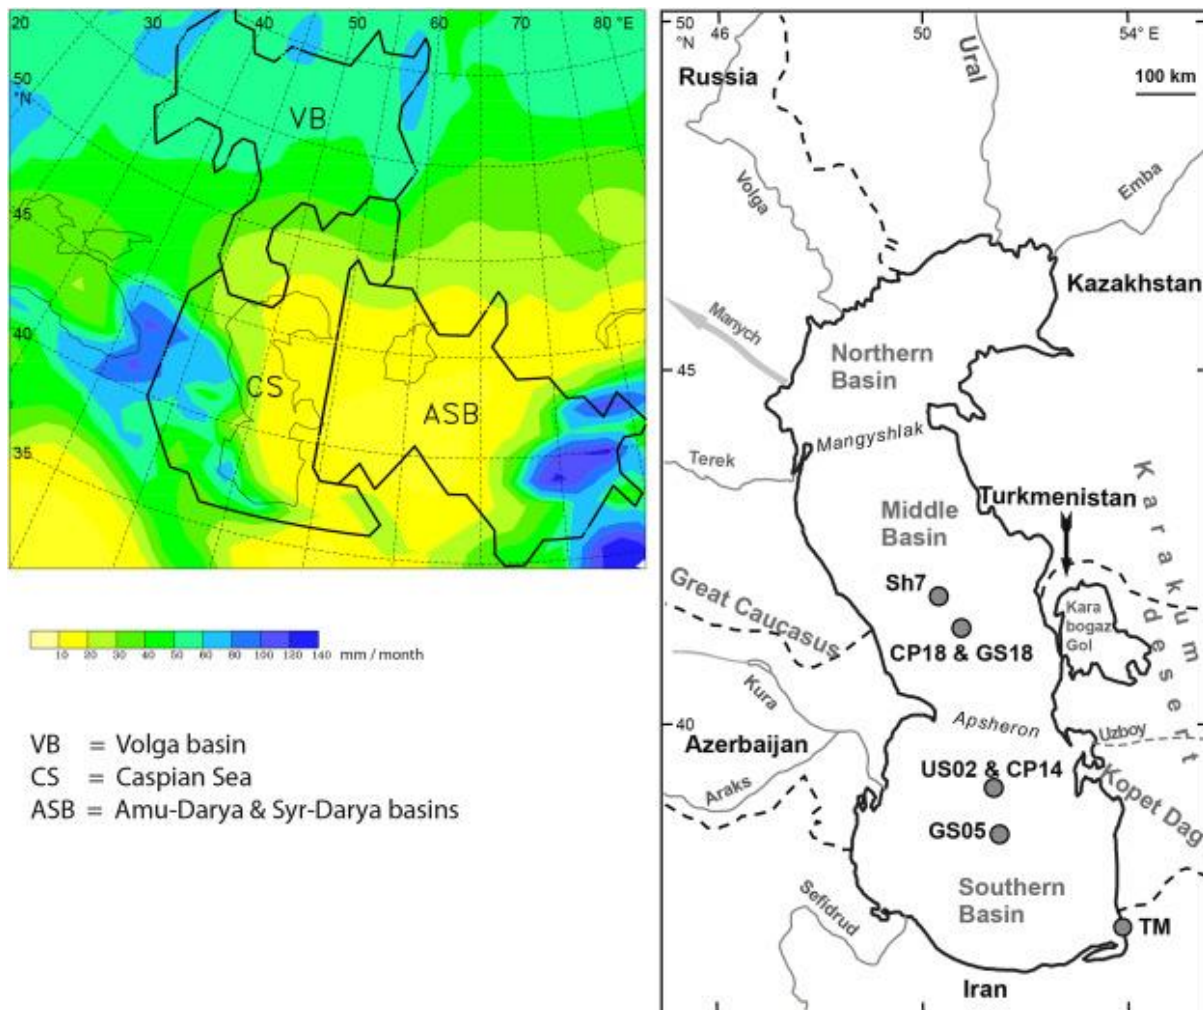 20 30 40 50 60 70 80 °E
50
°N
45
40
35
VB
CS
ASB
10 20 30 40 50 60 80 100 120 140 mm / month
VB = Volga basin
CS = Caspian Sea
ASB = Amu-Darya & Syr-Darya basins
50
°N
46
50
54° E
100 km
Russia
Ural
Volga
Emba
Kazakhstan
Manych
Northern
Basin
45
Mangyshlak
Terek
Turkmenistan
Karakum
desert
Middle
Basin
Sh7
Great Caucasus
CP18 & GS18
Kara
bogaz
Gol
Kura
40
Apsheron
Uzboy
Azerbaijan
US02 & CP14
Araks
Kopet Dag
GS05
Southern
Basin
Sefidrud
TM
Iran